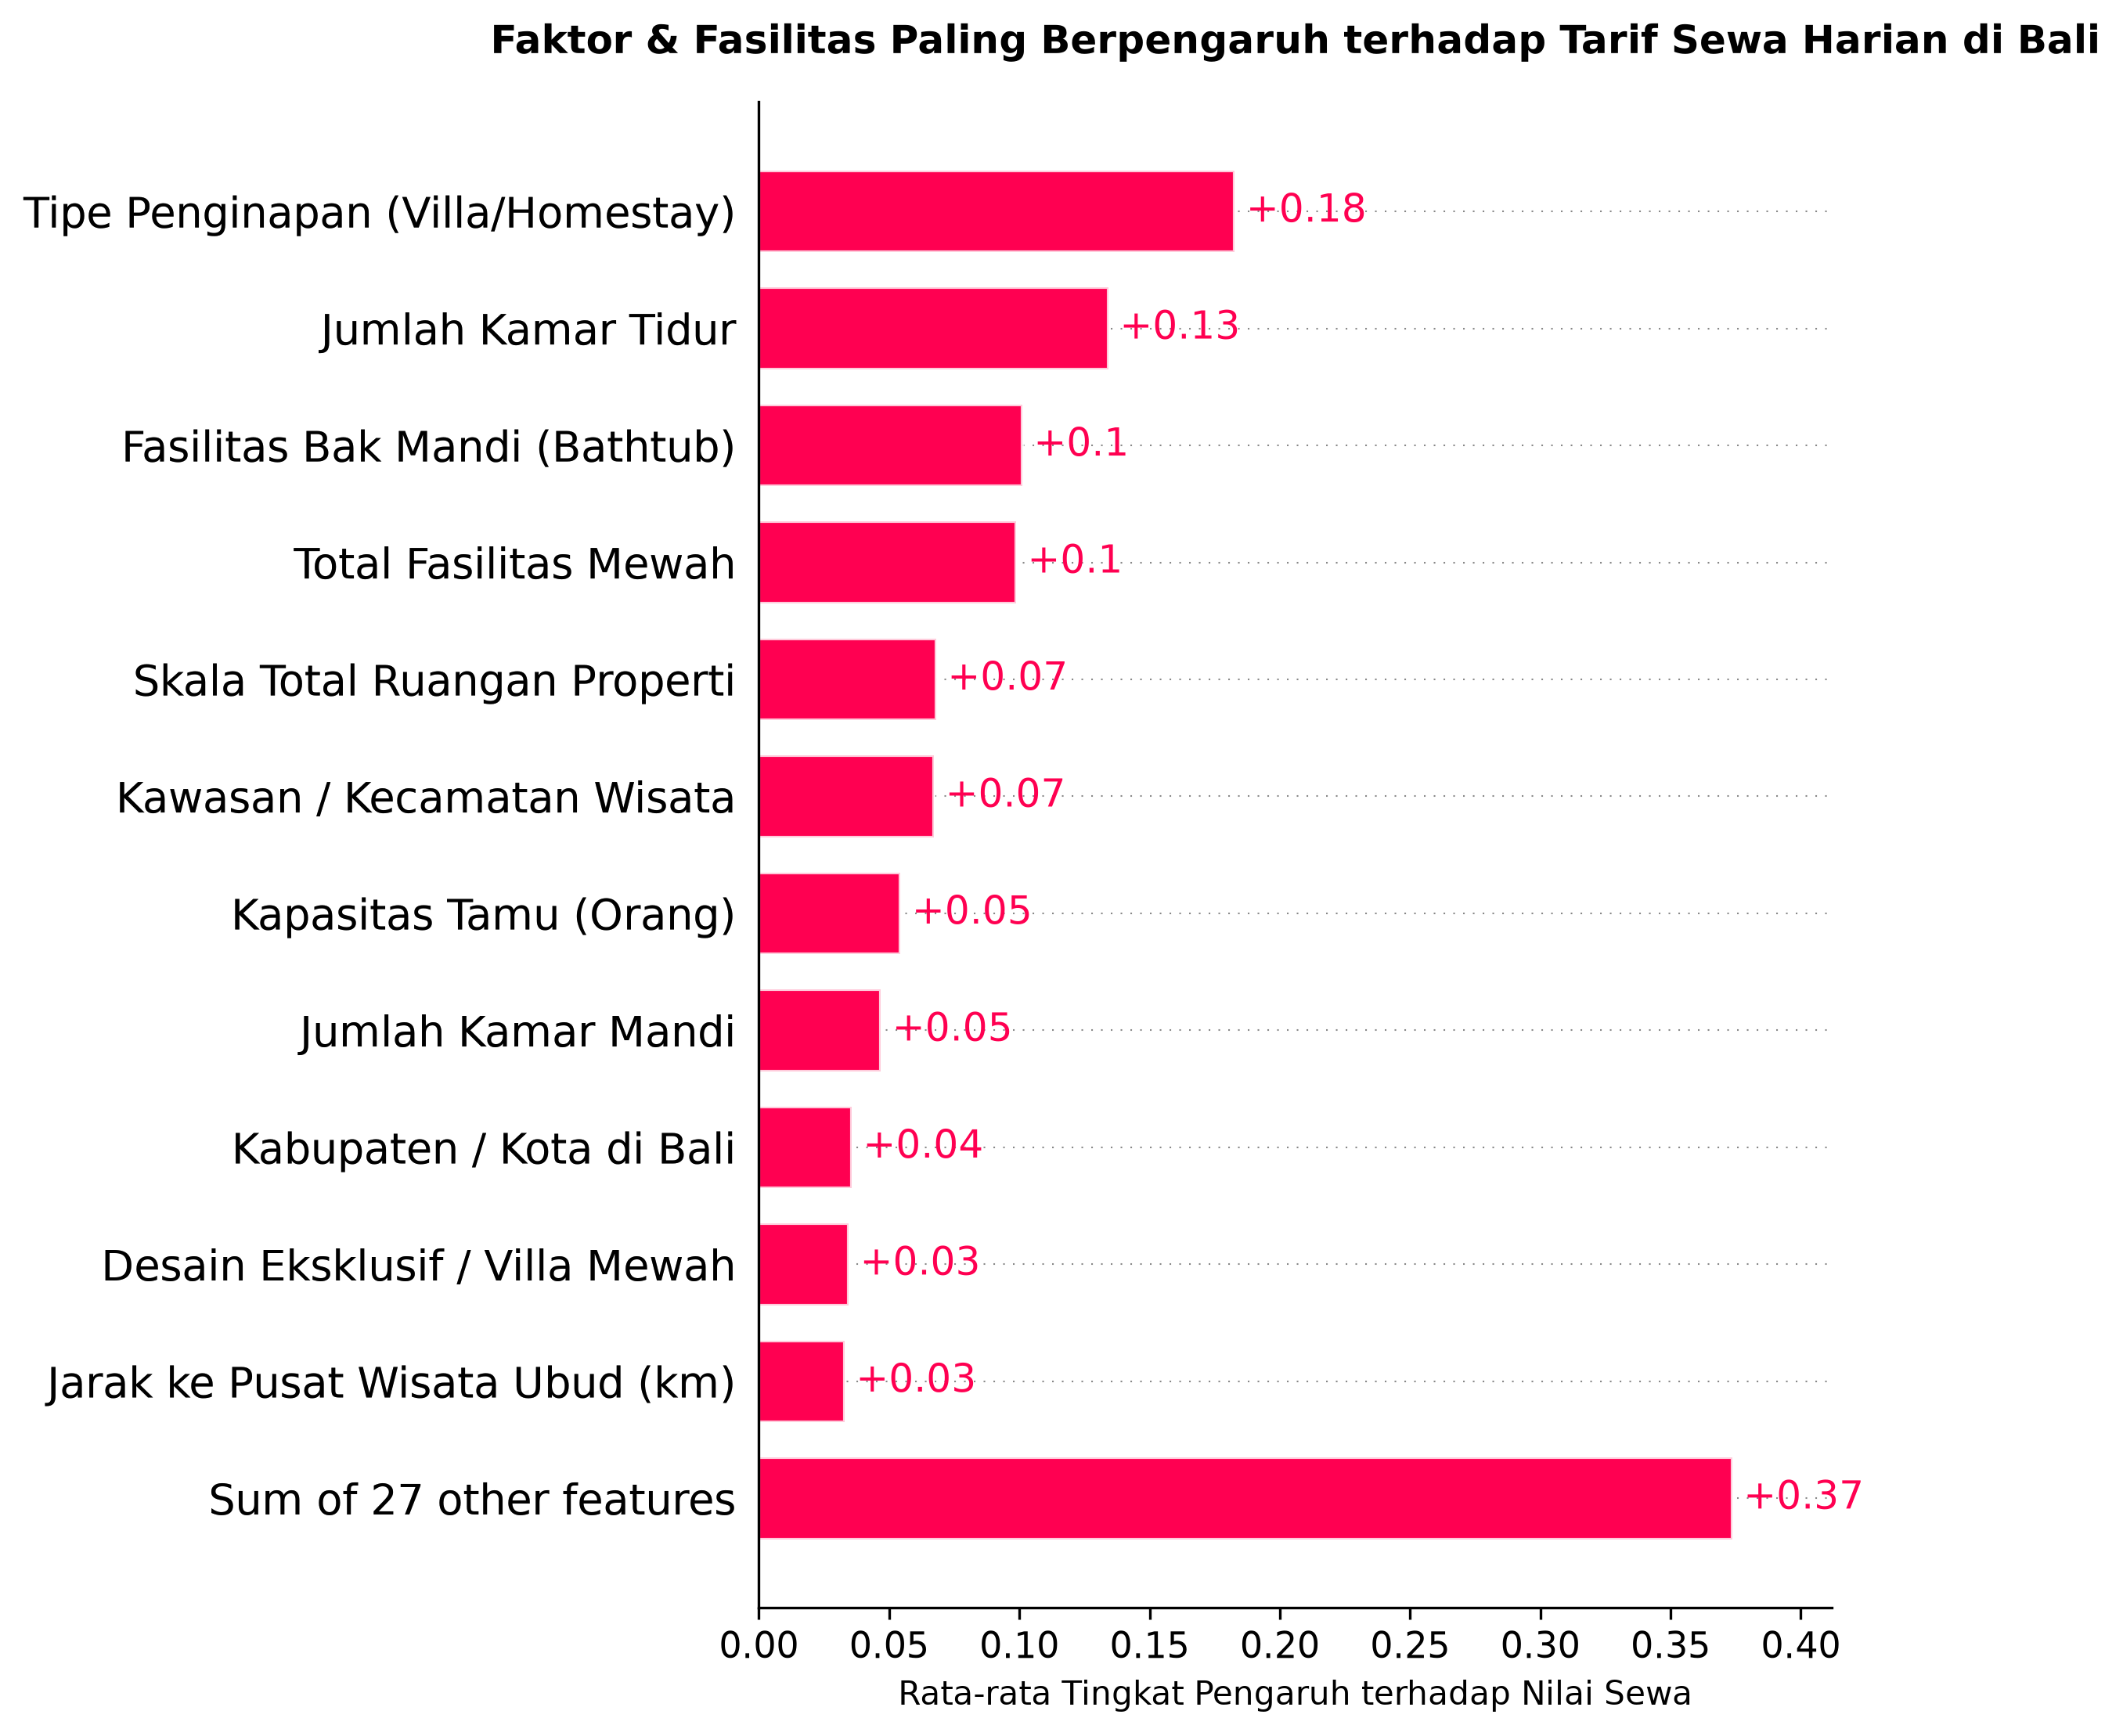 Faktor & Fasilitas Paling Berpengaruh terhadap Tarif Sewa Harian di Bali
Tipe Penginapan (Villa/Homestay) +0.18
Jumlah Kamar Tidur +0.13
Fasilitas Bak Mandi (Bathtub) +0.1
Total Fasilitas Mewah +0.1
Skala Total Ruangan Properti +0.07
Kawasan / Kecamatan Wisata +0.07
Kapasitas Tamu (Orang) +0.05
Jumlah Kamar Mandi +0.05
Kabupaten / Kota di Bali +0.04
Desain Eksklusif / Villa Mewah +0.03
Jarak ke Pusat Wisata Ubud (km) +0.03
Sum of 27 other features +0.37
0.00 0.05 0.10 0.15 0.20 0.25 0.30 0.35 0.40
Rata-rata Tingkat Pengaruh terhadap Nilai Sewa